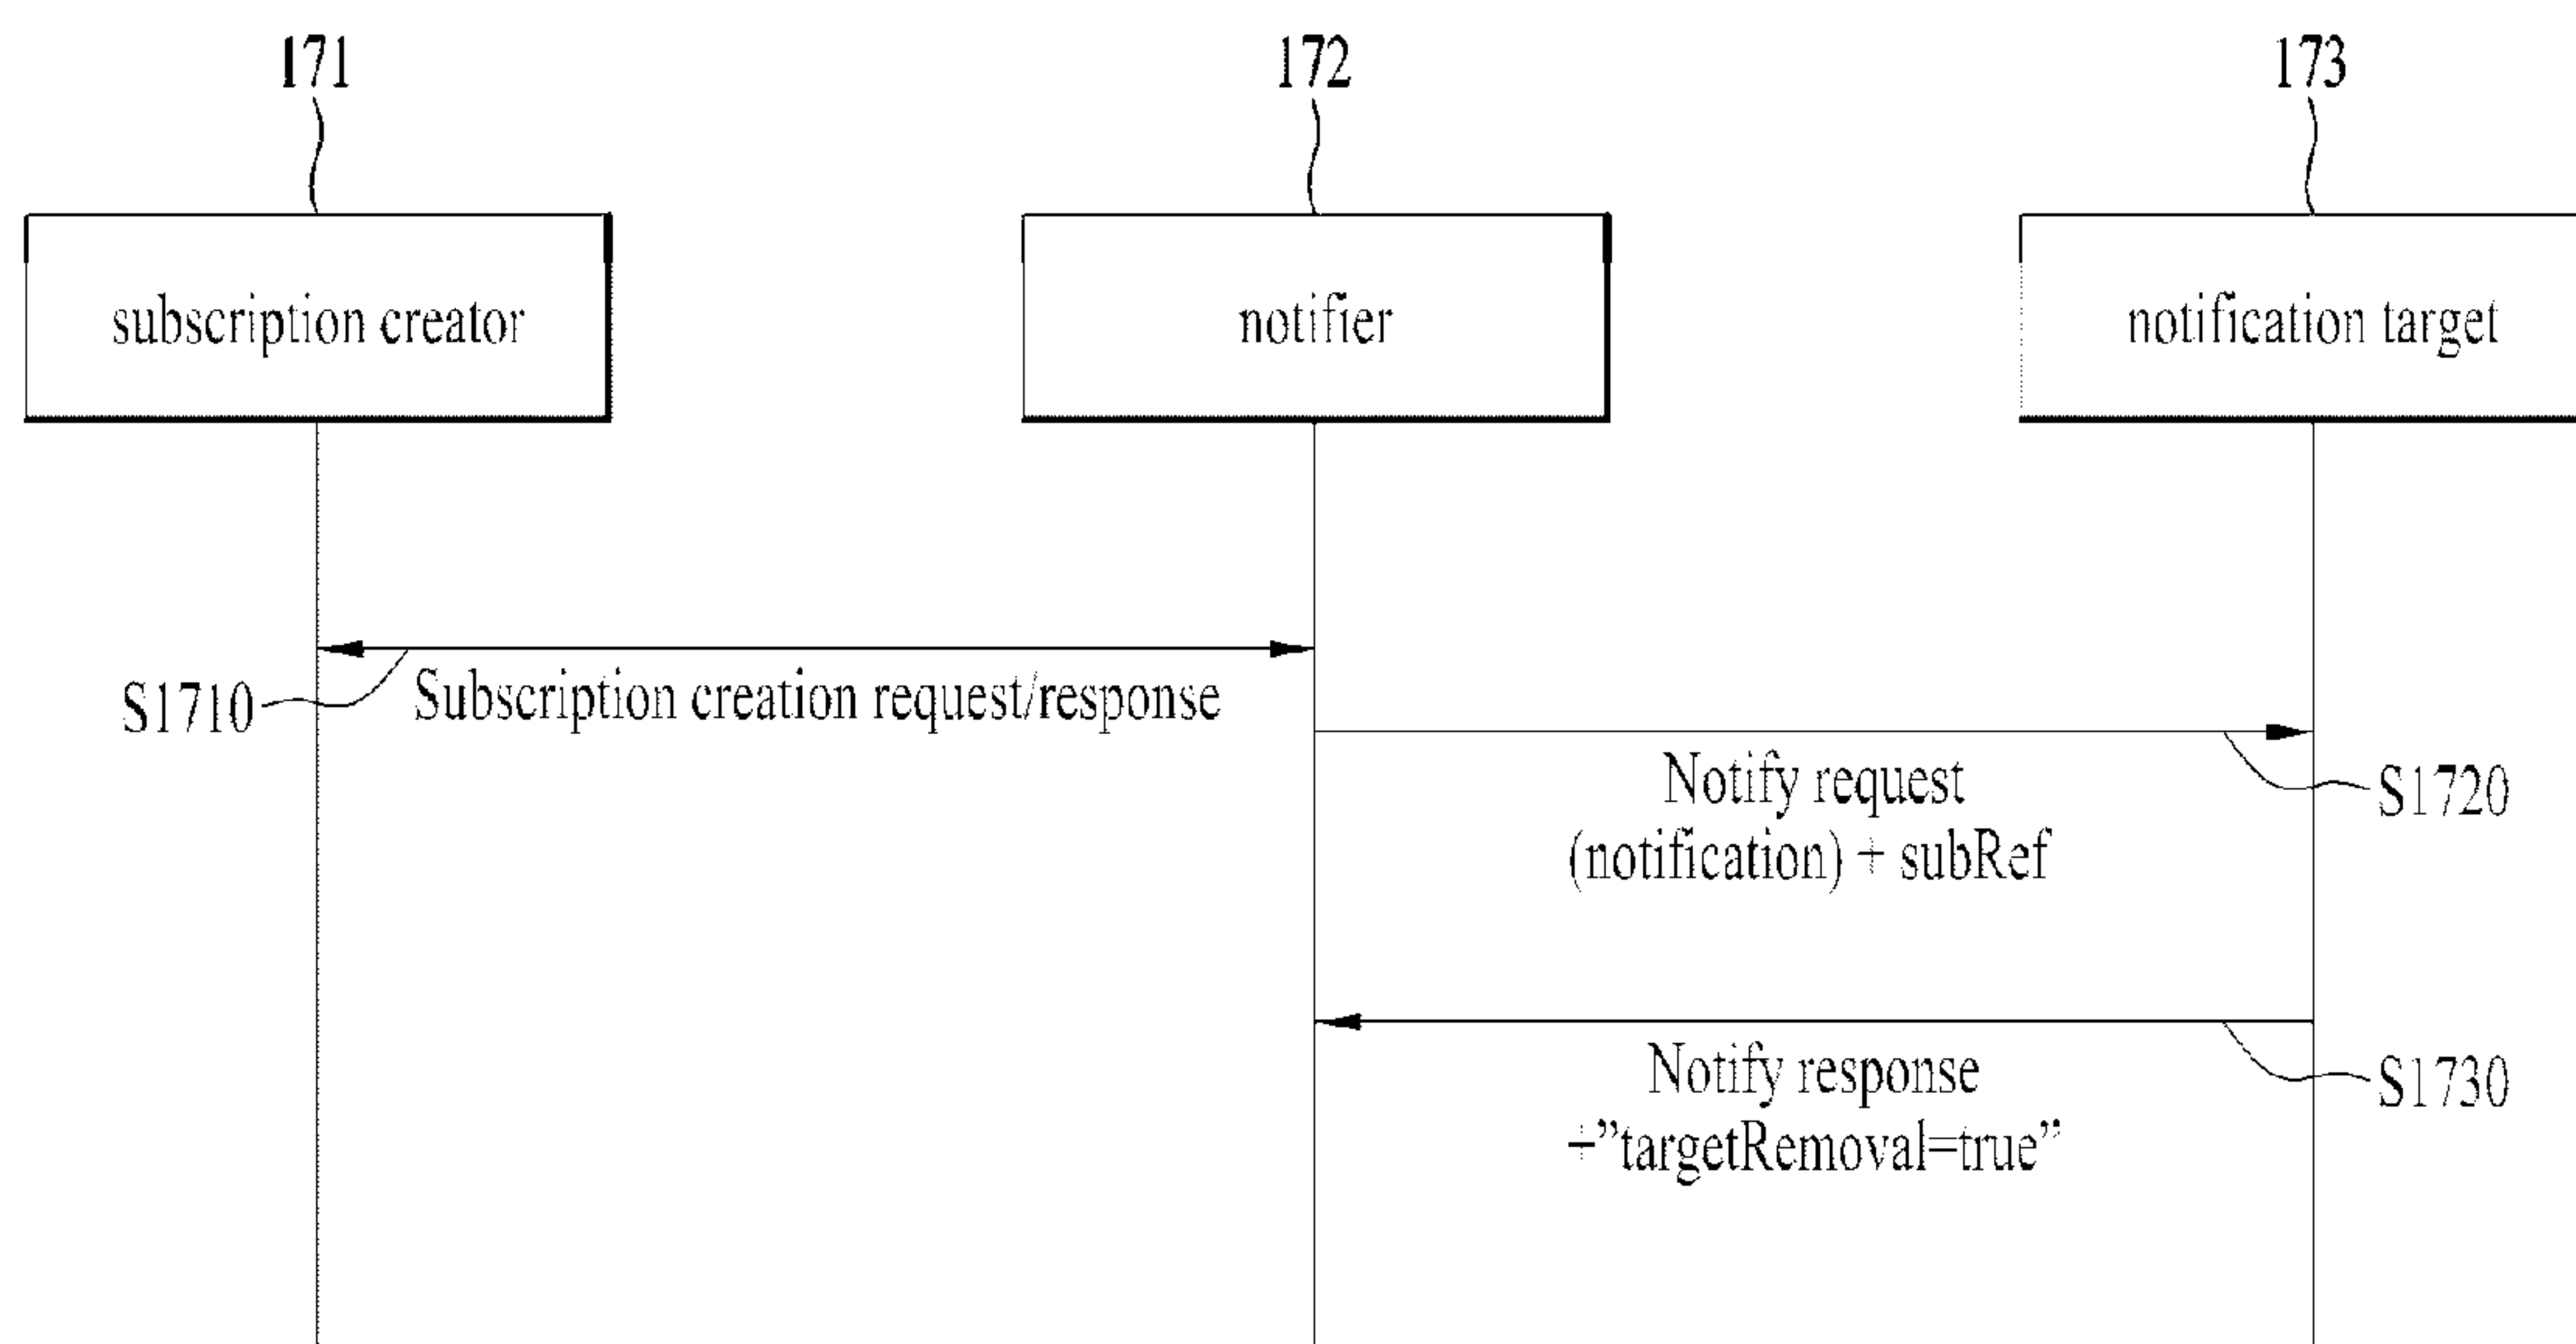 171
172
173
subscription creator
notifier
notification target
S1710
Subscription creation request/response
Notify request
(notification) + subRef
S1720
Notify response
+”targetRemoval=true”
S1730